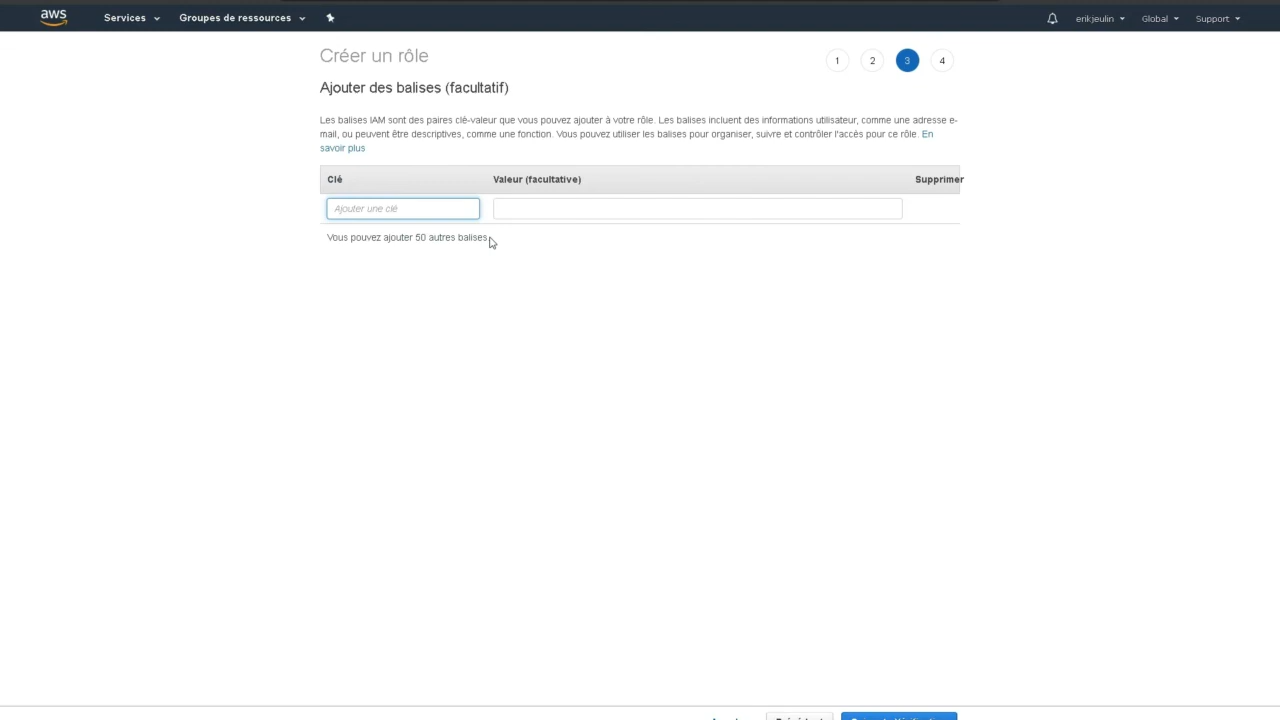 aws Services Groupes de ressources erikjeulin Global Support
Créer un rôle
1 2 3 4
Ajouter des balises (facultatif)
Les balises IAM sont des paires clé-valeur que vous pouvez ajouter à votre rôle. Les balises incluent des informations utilisateur, comme une adresse e-
mail, ou peuvent être descriptives, comme une fonction. Vous pouvez utiliser les balises pour organiser, suivre et contrôler l'accès pour ce rôle. En
savoir plus
Clé Valeur (facultative) Supprimer
Ajouter une clé
Vous pouvez ajouter 50 autres balises.